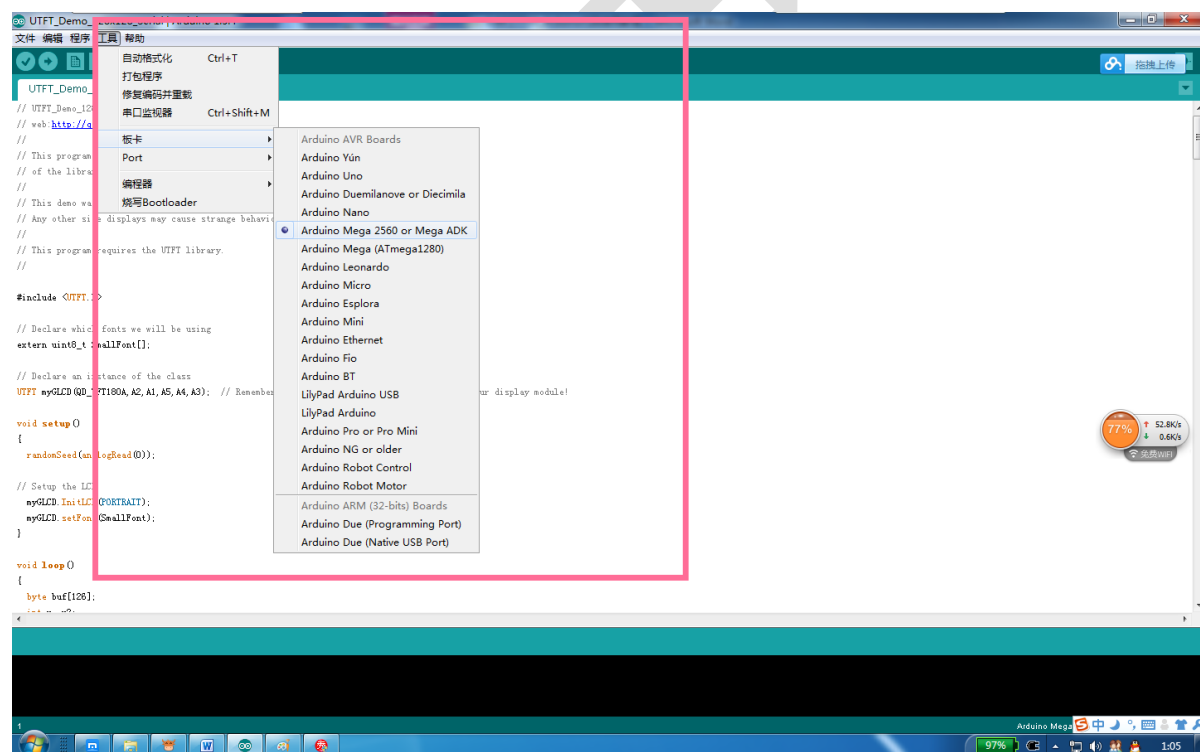 UTFT_Demo_
文件 编辑 程序 工具 帮助
自动格式化 Ctrl+T
打包程序
修复编码并重载
串口监视器 Ctrl+Shift+M
板卡
Port
编程器
烧写Bootloader
拖拽上传
UTFT_Demo_
Arduino AVR Boards
Arduino Yún
Arduino Uno
Arduino Duemilanove or Diecimila
Arduino Nano
Arduino Mega 2560 or Mega ADK
Arduino Mega (ATmega1280)
Arduino Leonardo
Arduino Micro
Arduino Esplora
Arduino Mini
Arduino Ethernet
Arduino Fio
Arduino BT
LilyPad Arduino USB
LilyPad Arduino
Arduino Pro or Pro Mini
Arduino NG or older
Arduino Robot Control
Arduino Robot Motor
Arduino ARM (32-bits) Boards
Arduino Due (Programming Port)
Arduino Due (Native USB Port)
// UTFT_Demo_12
// web:http://q
//
// This program
// of the libra
//
// This demo wa
// Any other size displays may cause strange behavi
//
// This program requires the UTFT library.
//
#include <UTFT.
// Declare which fonts we will be using
extern uint8_t SmallFont[];
// Declare an instance of the class
UTFT myGLCD(QD_TFT180A,A2,A1,A5,A4,A3); // Remember ur display module!
void setup()
{
randomSeed(analogRead(0));
// Setup the LC
myGLCD.InitLCD(PORTRAIT);
myGLCD.setFont(SmallFont);
}
void loop()
{
byte buf[126];
77%
52.8K/s
0.6K/s
免费WiFi
1
Arduino Mega
中
97%
1:05